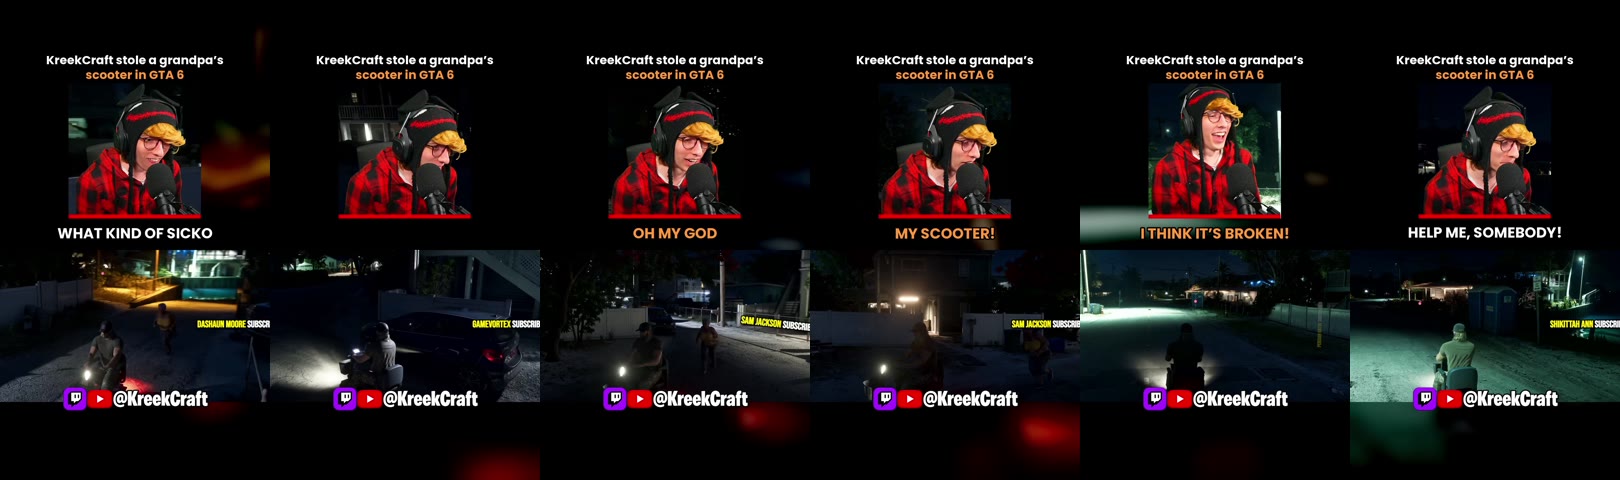 KreekCraft stole a grandpa's
scooter in GTA 6
WHAT KIND OF SICKO
DASHAUN MOORE SUBSCR
@KreekCraft
KreekCraft stole a grandpa's
scooter in GTA 6
GAMEVORTEX SUBSCRIB
@KreekCraft
KreekCraft stole a grandpa's
scooter in GTA 6
OH MY GOD
SAM JACKSON SUBSCRIB
@KreekCraft
KreekCraft stole a grandpa's
scooter in GTA 6
MY SCOOTER!
SAM JACKSON SUBSCRIB
@KreekCraft
KreekCraft stole a grandpa's
scooter in GTA 6
I THINK IT'S BROKEN!
@KreekCraft
KreekCraft stole a grandpa's
scooter in GTA 6
HELP ME, SOMEBODY!
SHIKITTAH ANN SUBSCR
@KreekCraft